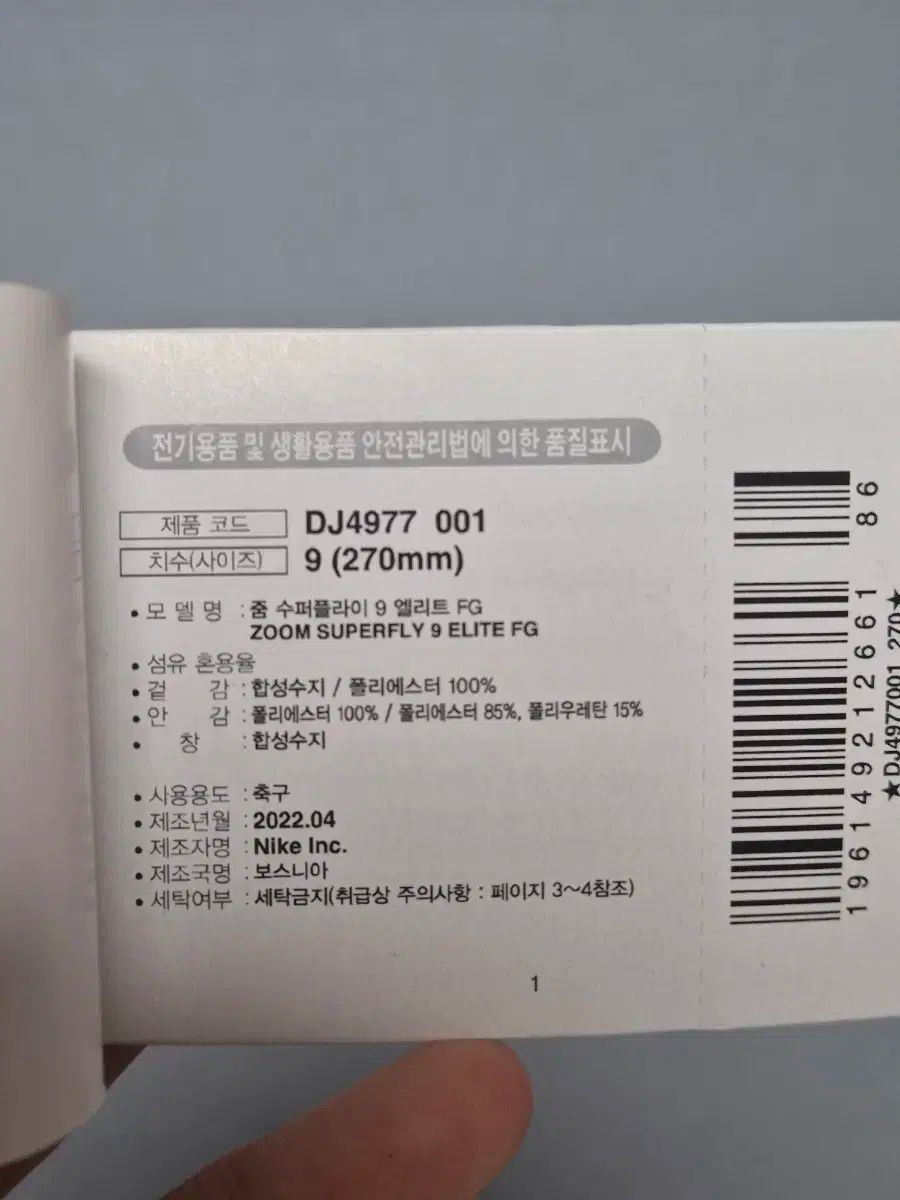 전기용품 및 생활용품 안전관리법에 의한 품질표시
제품 코드 DJ4977 001
치수(사이즈) 9 (270mm)
• 모 델 명 : 줌 수퍼플라이 9 엘리트 FG
ZOOM SUPERFLY 9 ELITE FG
• 섬유 혼용율
• 겉 감 : 합성수지 / 폴리에스터 100%
• 안 감 : 폴리에스터 100% / 폴리에스터 85%, 폴리우레탄 15%
• 창 : 합성수지
• 사용용도 : 축구
• 제조년월 : 2022.04
• 제조자명 : Nike Inc.
• 제조국명 : 보스니아
• 세탁여부 : 세탁금지(취급상 주의사항 : 페이지 3~4참조)
1
196149212661 86
★DJ4977001 270★